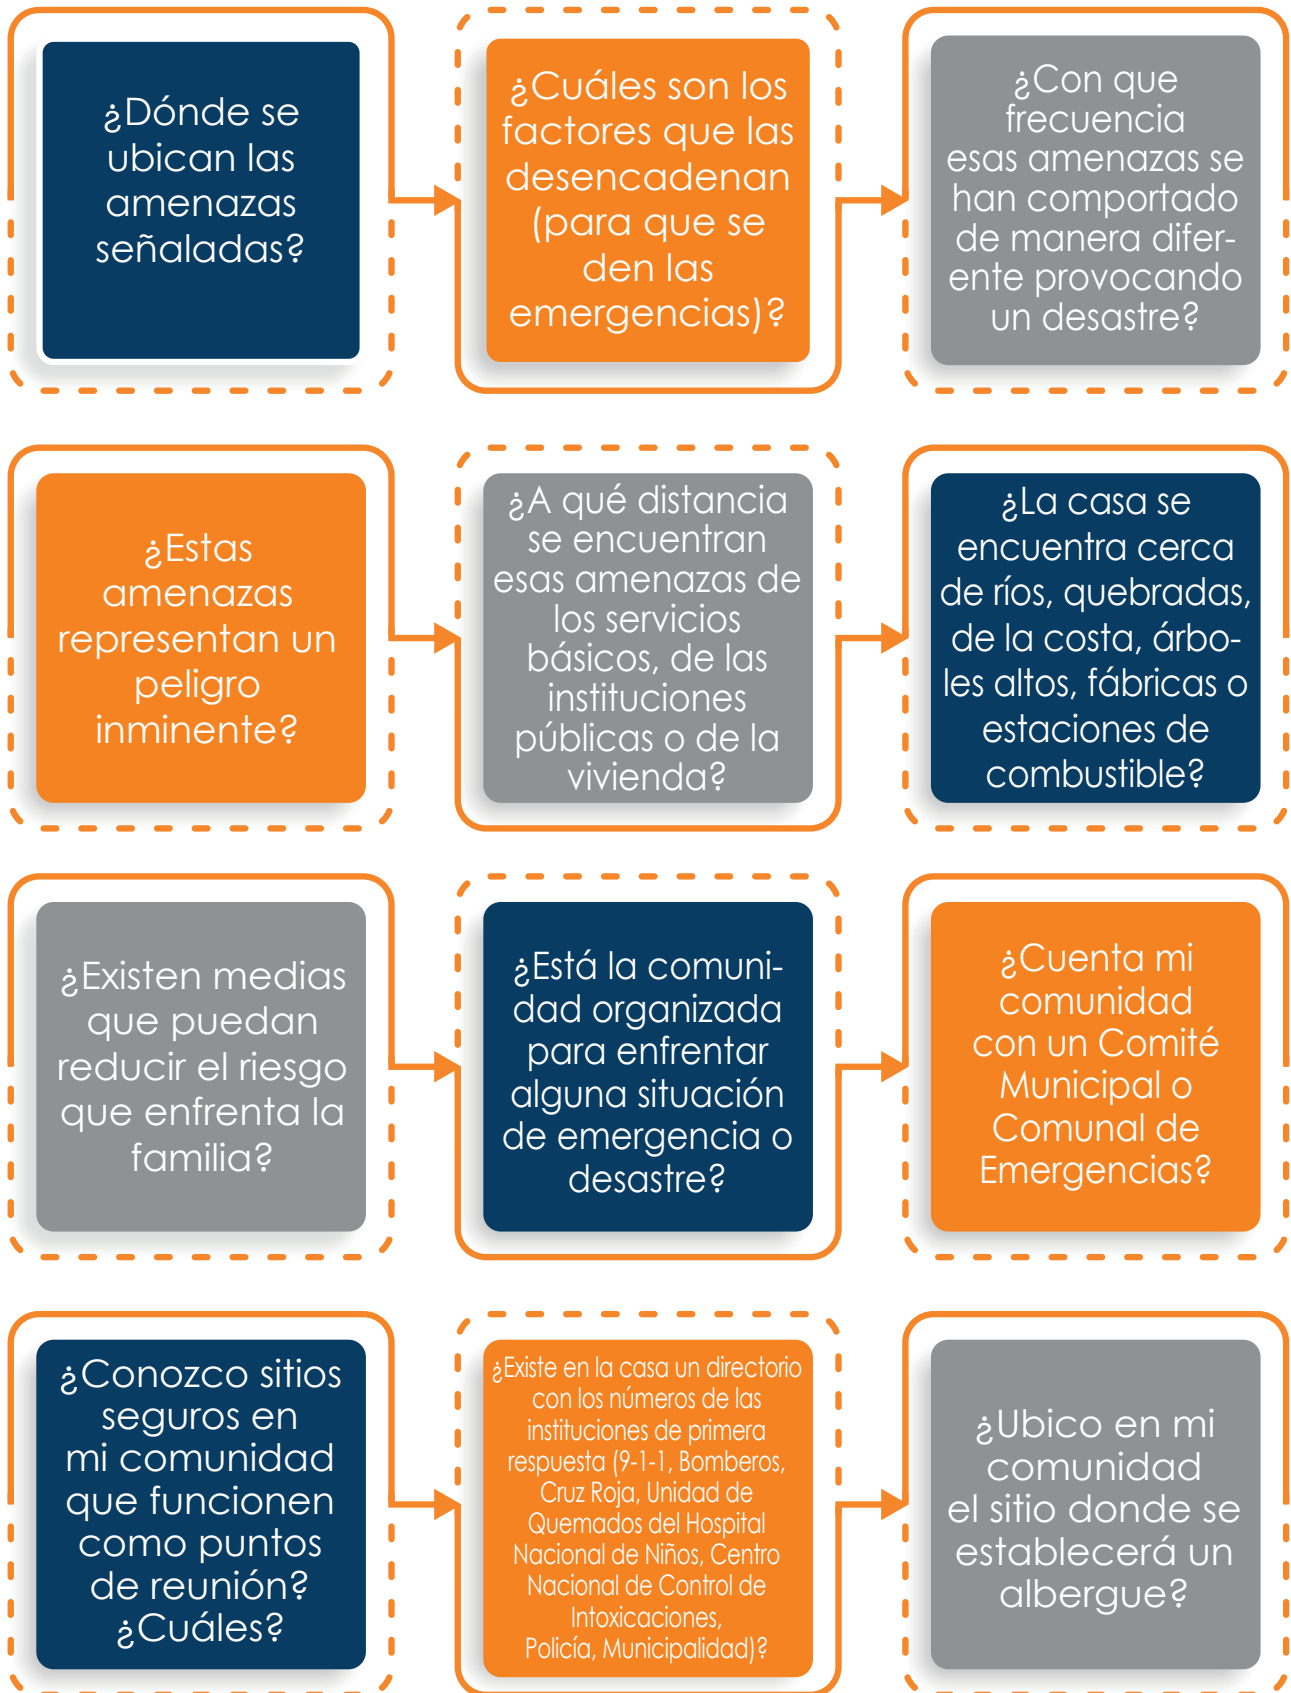 ¿Dónde se
ubican las
amenazas
señaladas?
¿Cuáles son los
factores que las
desencadenan
(para que se
den las
emergencias)?
¿Con que
frecuencia
esas amenazas se
han comportado
de manera difer-
ente provocando
un desastre?
¿Estas
amenazas
representan un
peligro
inminente?
¿A qué distancia
se encuentran
esas amenazas de
los servicios
básicos, de las
instituciones
públicas o de la
vivienda?
¿La casa se
encuentra cerca
de ríos, quebradas,
de la costa, árbo-
les altos, fábricas o
estaciones de
combustible?
¿Existen medias
que puedan
reducir el riesgo
que enfrenta la
familia?
¿Está la comuni-
dad organizada
para enfrentar
alguna situación
de emergencia o
desastre?
¿Cuenta mi
comunidad
con un Comité
Municipal o
Comunal de
Emergencias?
¿Conozco sitios
seguros en
mi comunidad
que funcionen
como puntos
de reunión?
¿Cuáles?
¿Existe en la casa un directorio
con los números de las
instituciones de primera
respuesta (9-1-1, Bomberos,
Cruz Roja, Unidad de
Quemados del Hospital
Nacional de Niños, Centro
Nacional de Control de
Intoxicaciones,
Policía, Municipalidad)?
¿Ubico en mi
comunidad
el sitio donde se
establecerá un
albergue?